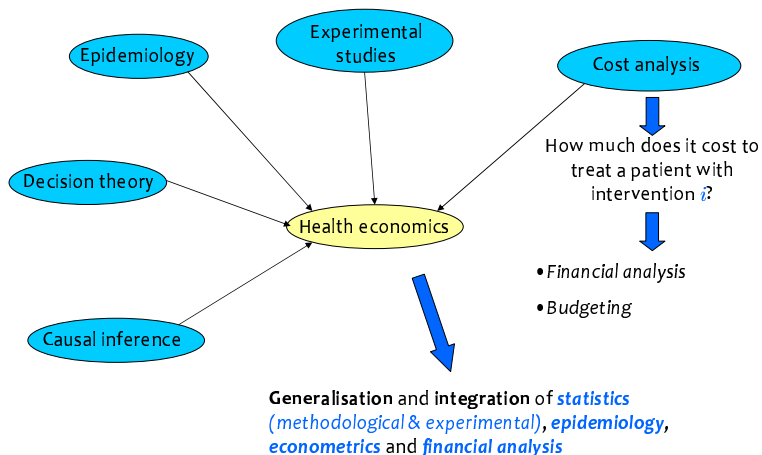 Experimental
studies
Epidemiology
Cost analysis
How much does it cost to
treat a patient with
intervention i?
Decision theory
Health economics
•Financial analysis
•Budgeting
Causal inference
Generalisation and integration of statistics
(methodological & experimental), epidemiology,
econometrics and financial analysis